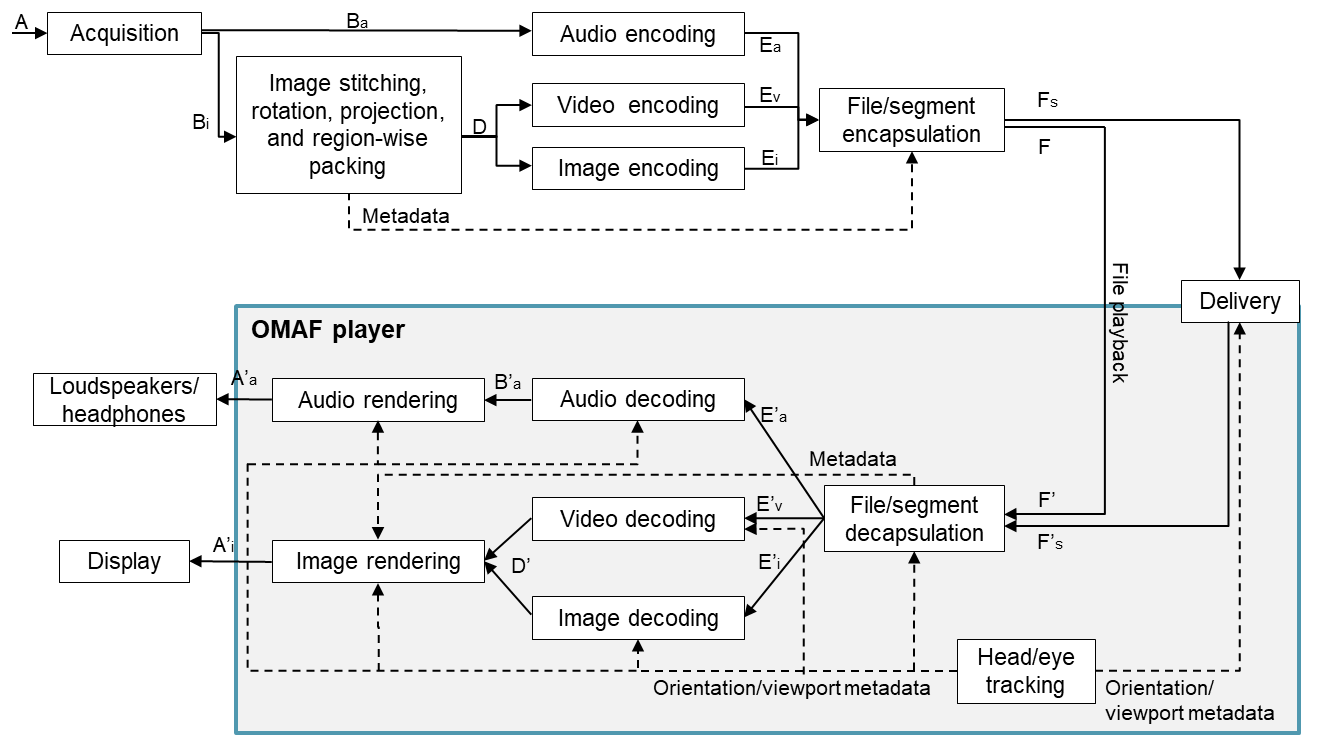 A
Acquisition
Ba
Audio encoding
Ea
Bi
Image stitching,
rotation, projection,
and region-wise
packing
D
Video encoding
Ev
Image encoding
Ei
File/segment
encapsulation
Fs
F
Metadata
File playback
Delivery
OMAF player
Loudspeakers/
headphones
A'a
Audio rendering
B'a
Audio decoding
E'a
Metadata
Video decoding
E'v
File/segment
decapsulation
F'
F's
Display
A'i
Image rendering
D'
E'i
Image decoding
Head/eye
tracking
Orientation/viewport metadata
Orientation/
viewport metadata